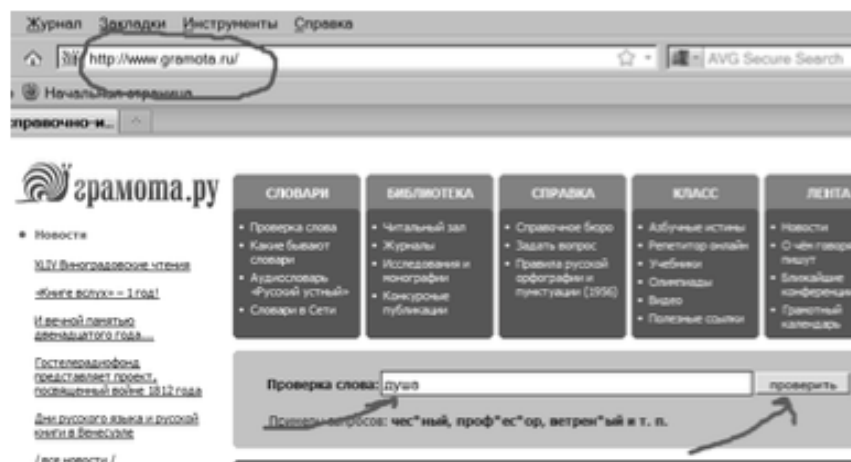 Журнал Закладки Инструменты Справка
http://www.gramota.ru/
AVG Secure Search
Начальная страница
справочно-и...
грамота.ру
СЛОВАРИ
• Проверка слова
• Какие бывают
словари
• Аудиословарь
«Русский устный»
• Словари в Сети
БИБЛИОТЕКА
• Читальный зал
• Журналы
• Исследования и
монографии
• Конкурсные
публикации
СПРАВКА
• Справочное бюро
• Задать вопрос
• Правила русской
орфографии и
пунктуации (1956)
КЛАСС
• Азбучные истины
• Репетитор онлайн
• Учебники
• Олимпиады
• Видео
• Полезные ссылки
ЛЕНТА
• Новости
• О чём говоря
пишут
• Ближайшие
конференции
• Грамотный
календарь
• Новости
XLIV Виноградовские чтения
«Книге вслух» – 1 год!
И вечной памятью
двенадцатого года....
Гостелерадиофонд
представляет проект,
посвященный войне 1812 года
Дни русского языка и русской
книги в Венесуэле
/ все новости /
Проверка слова: душа
проверить
Примеры вопросов: чес*ный, проф*ес*ор, ветрен*ый и т. п.